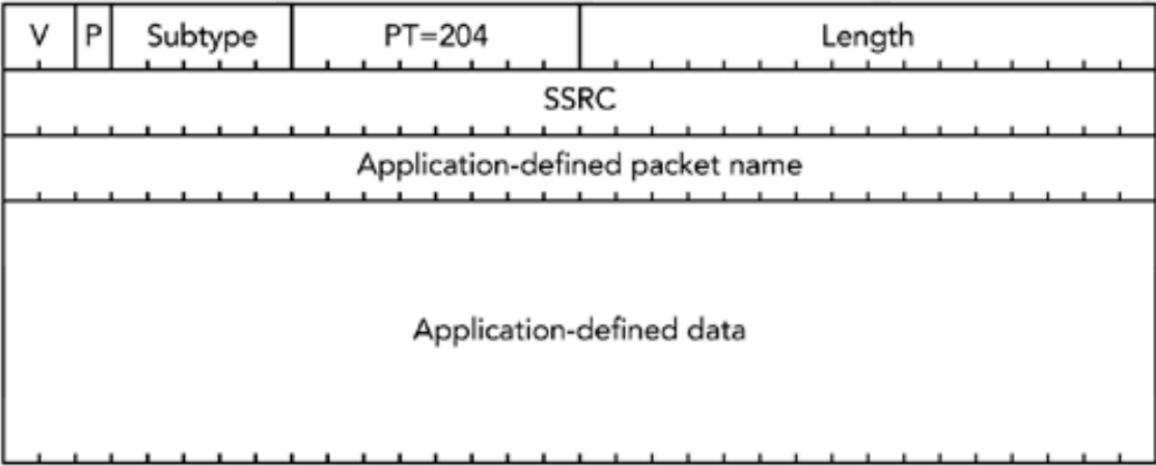 V P Subtype PT=204 Length
SSRC
Application-defined packet name
Application-defined data